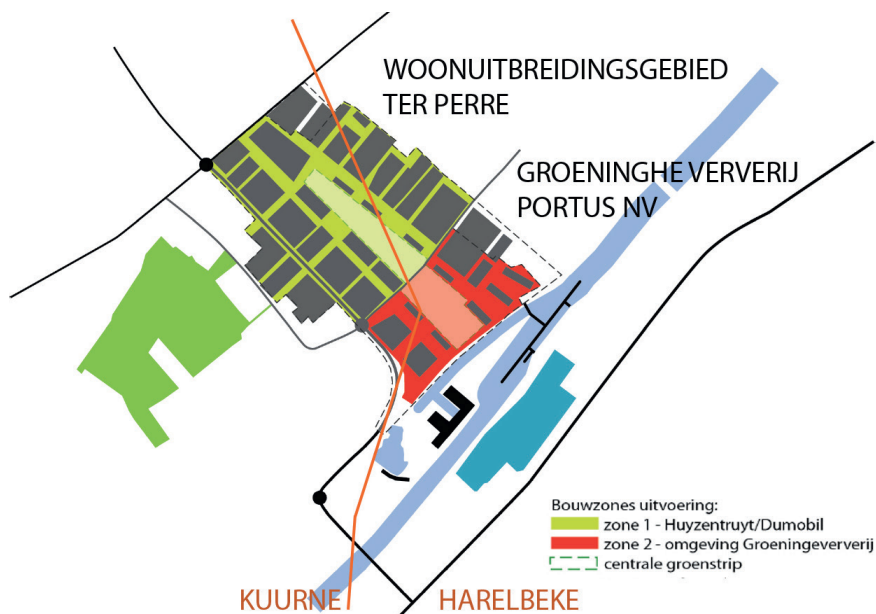 WOONUITBREIDINGSGEBIED
TER PERRE
GROENINGHE VERVERIJ
PORTUS NV
Bouwzones uitvoering:
zone 1 - Huyzentruyt/Dumobil
zone 2 - omgeving Groeningeververij
centrale groenstrip
KUURNE HARELBEKE